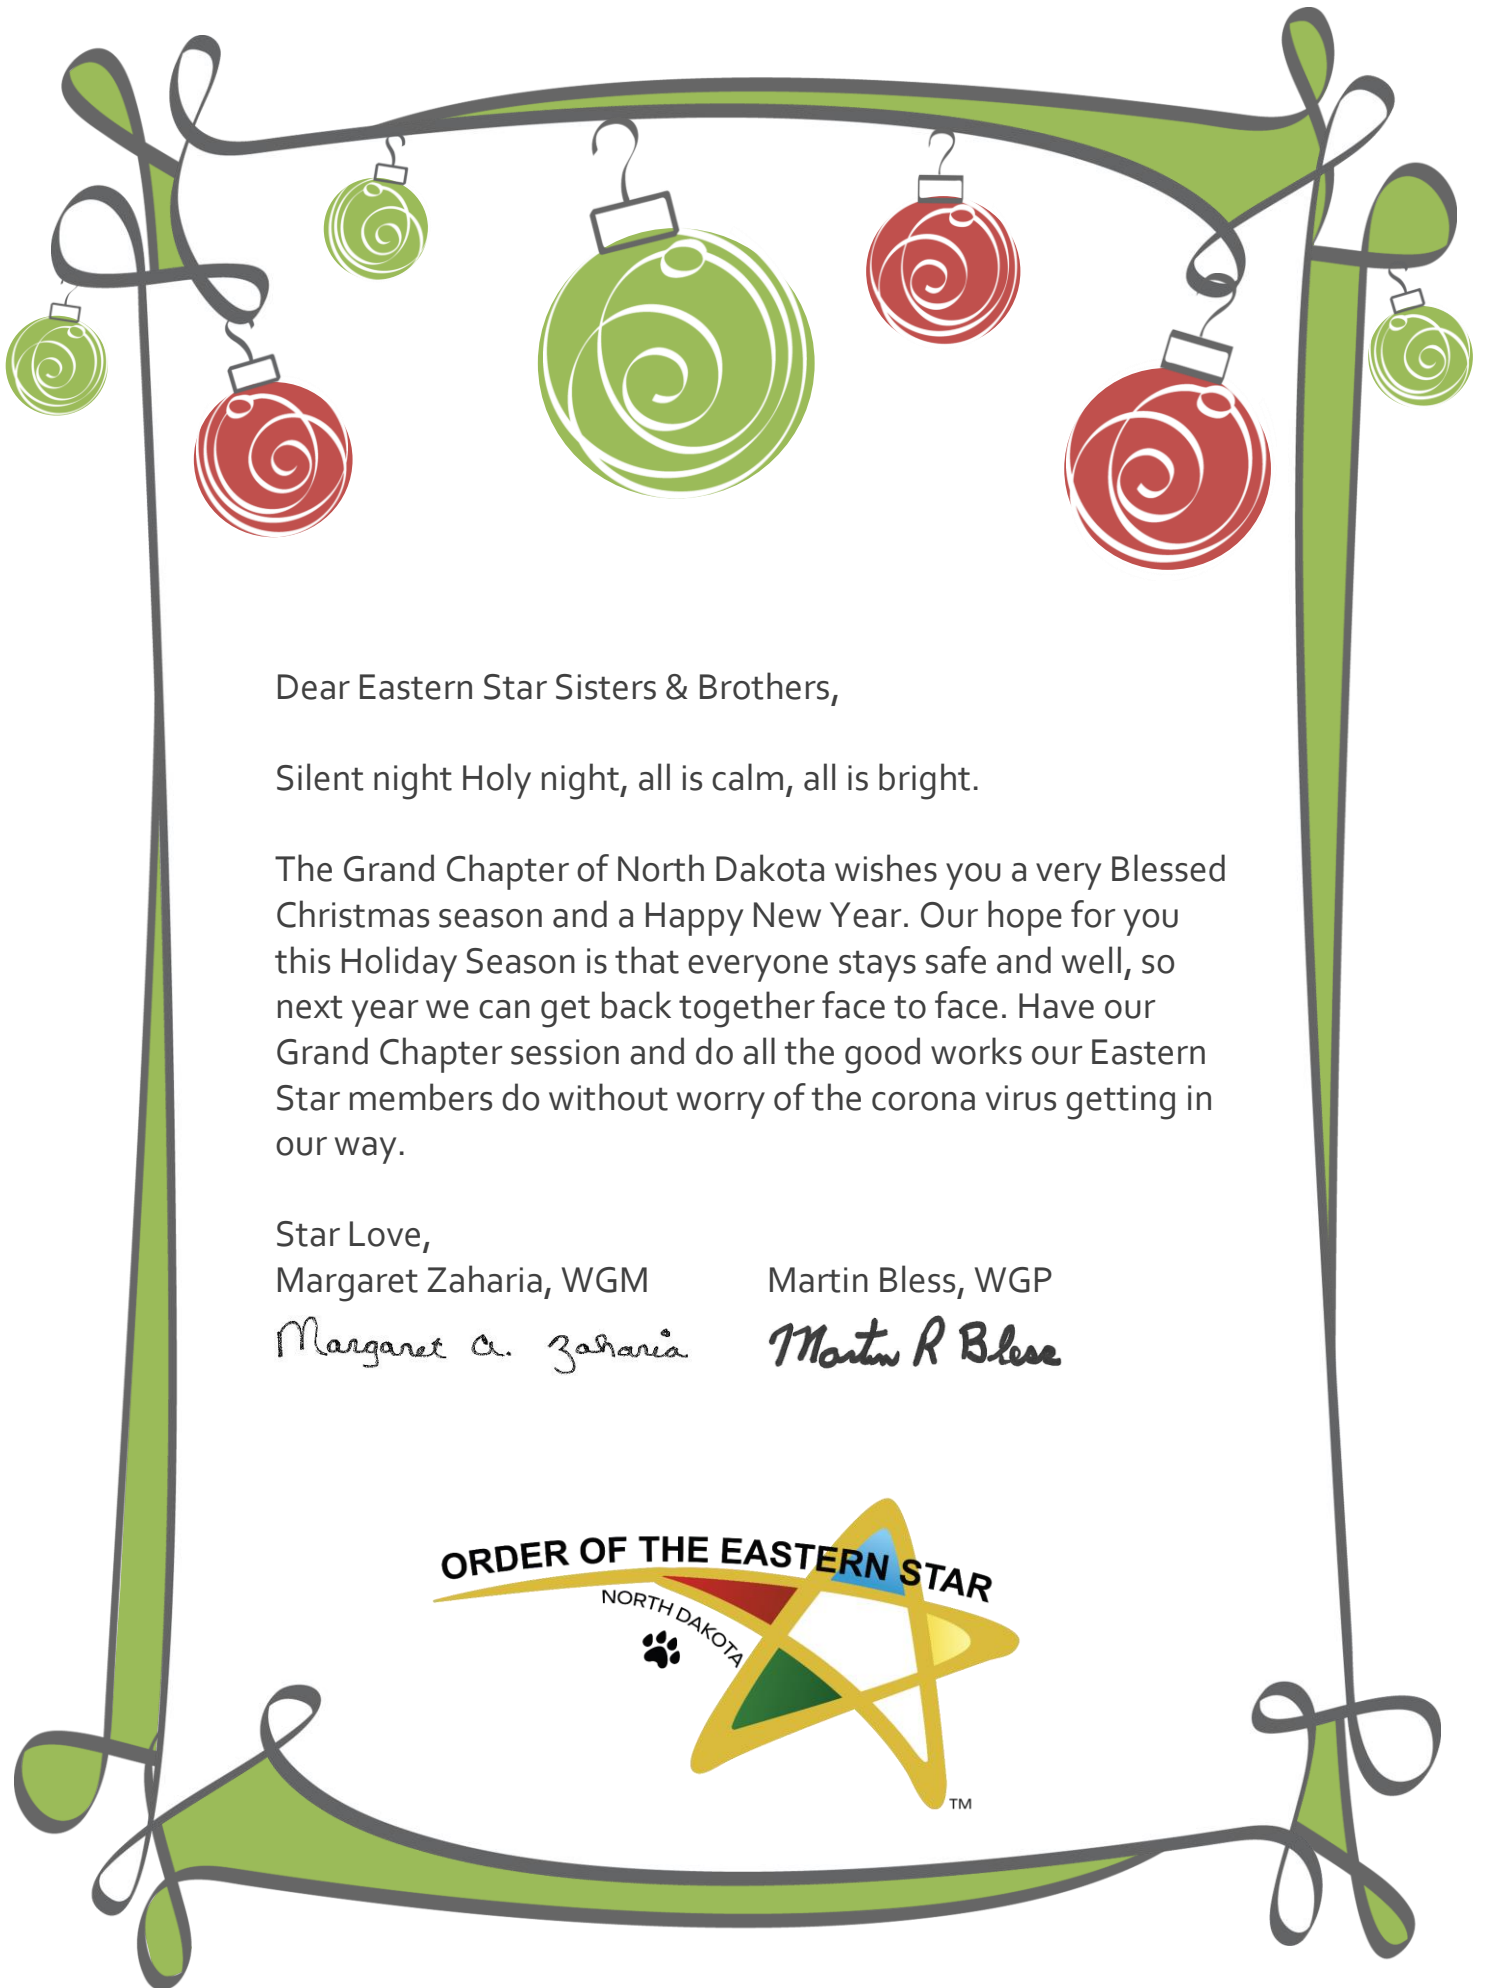 Dear Eastern Star Sisters & Brothers,
Silent night Holy night, all is calm, all is bright.
The Grand Chapter of North Dakota wishes you a very Blessed
Christmas season and a Happy New Year. Our hope for you
this Holiday Season is that everyone stays safe and well, so
next year we can get back together face to face. Have our
Grand Chapter session and do all the good works our Eastern
Star members do without worry of the corona virus getting in
our way.
Star Love,
Margaret Zaharia, WGM Martin Bless, WGP
Margaret A. Zaharia Martin R Bless
ORDER OF THE EASTERN STAR
NORTH DAKOTA
TM